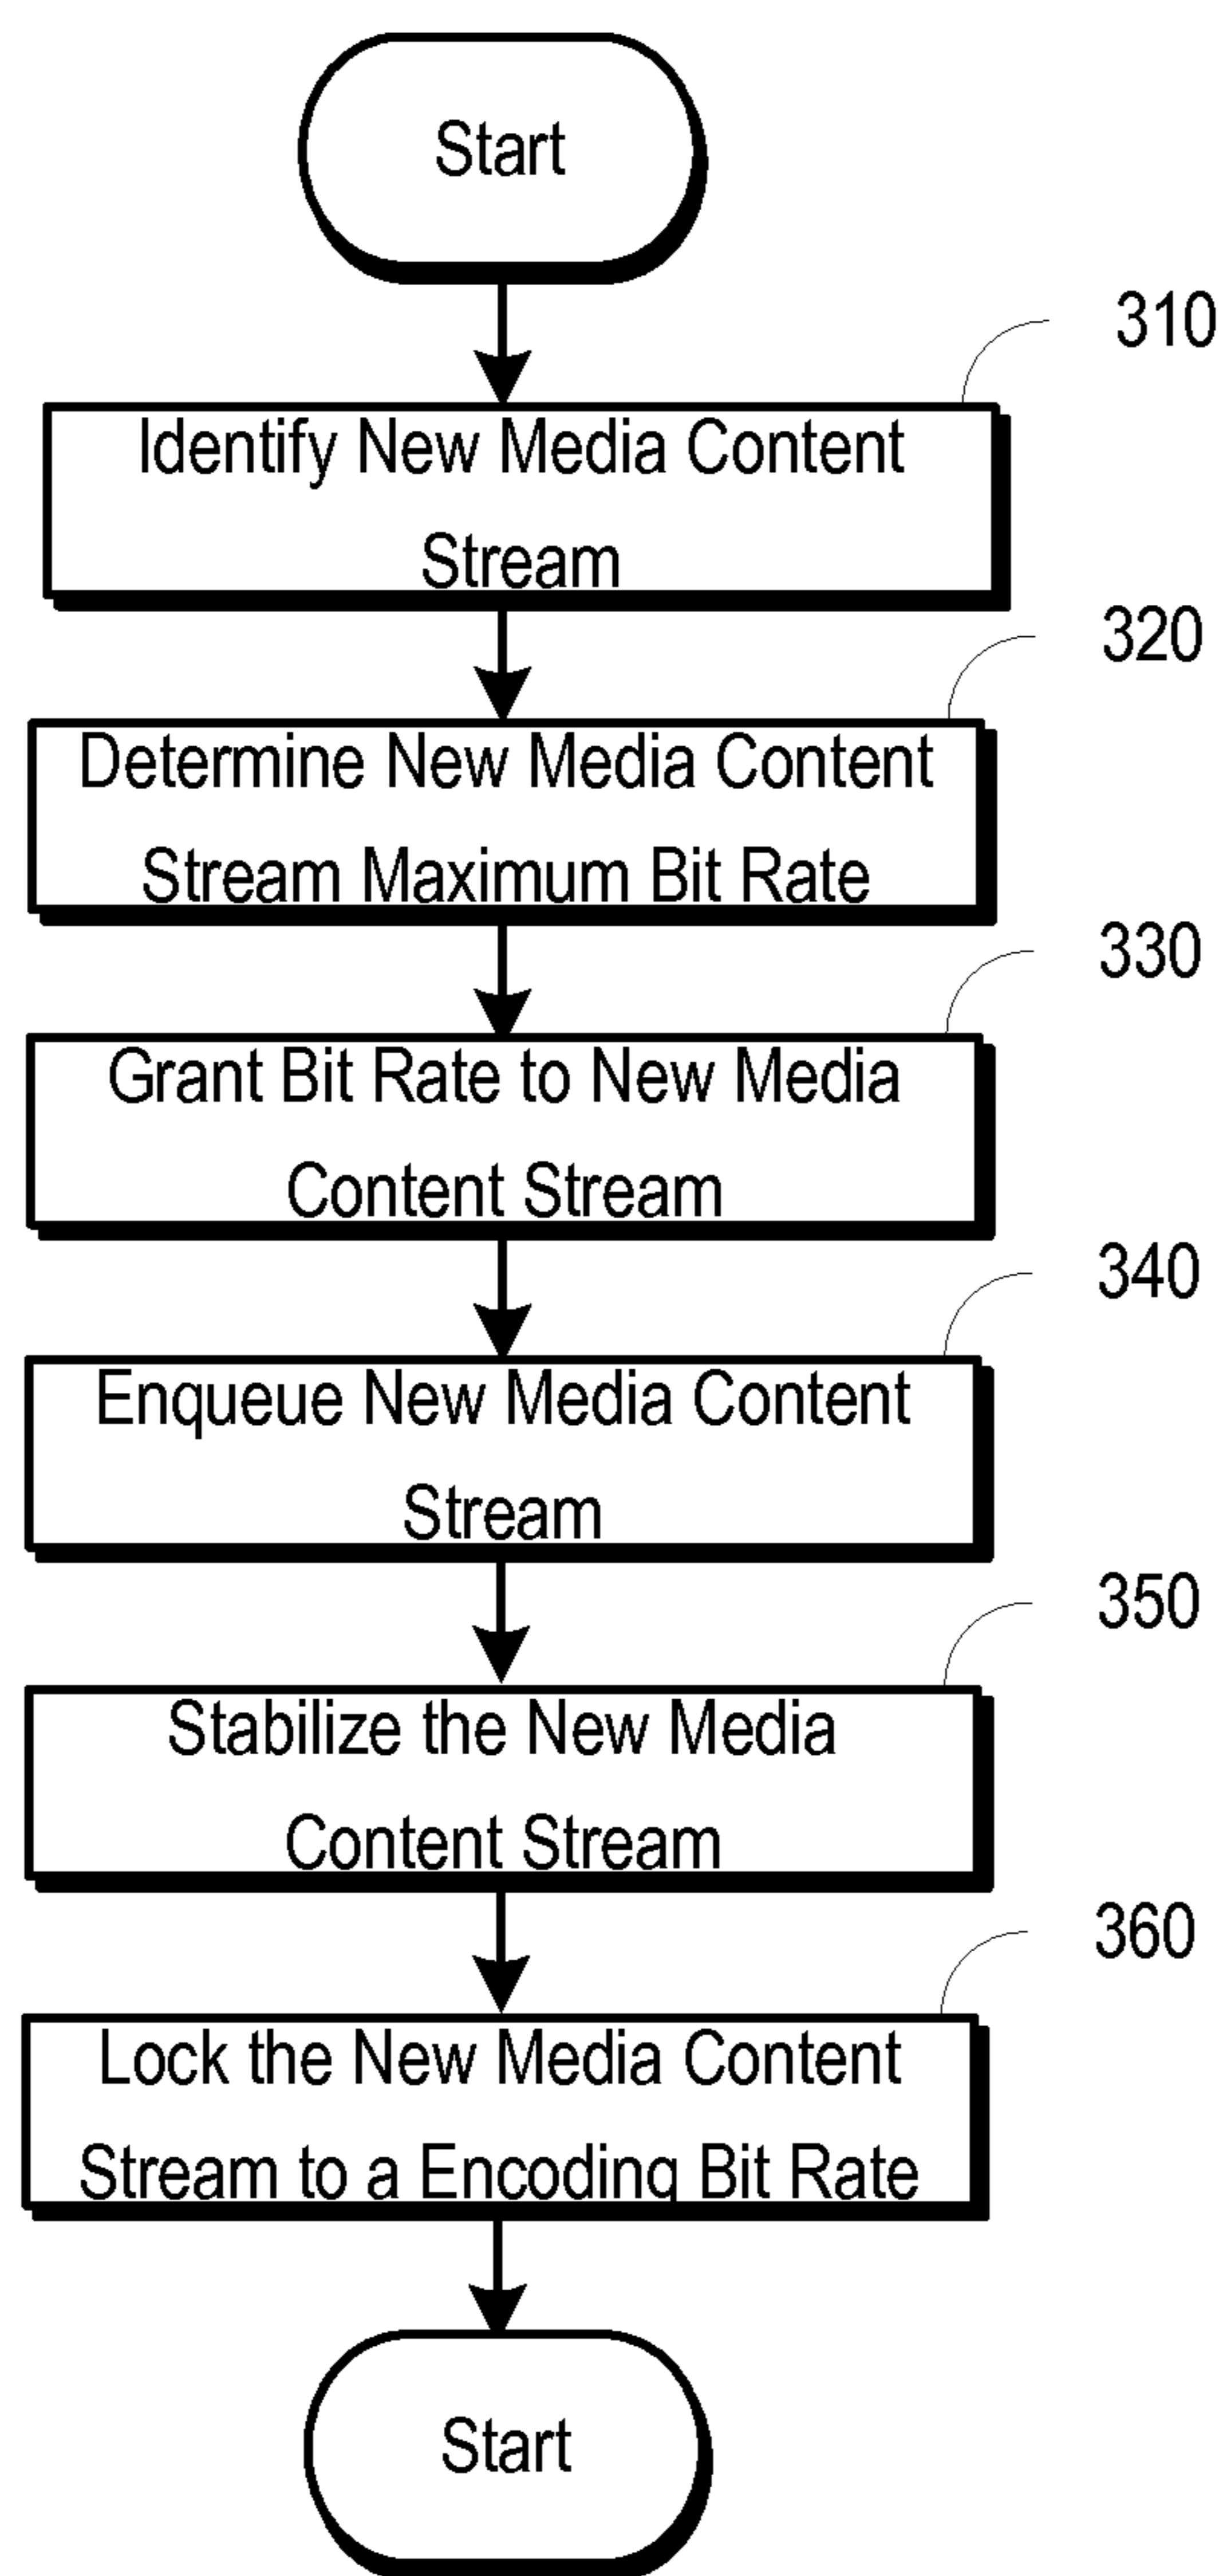 Start
310
Identify New Media Content
Stream
320
Determine New Media Content
Stream Maximum Bit Rate
330
Grant Bit Rate to New Media
Content Stream
340
Enqueue New Media Content
Stream
350
Stabilize the New Media
Content Stream
360
Lock the New Media Content
Stream to a Encoding Bit Rate
Start